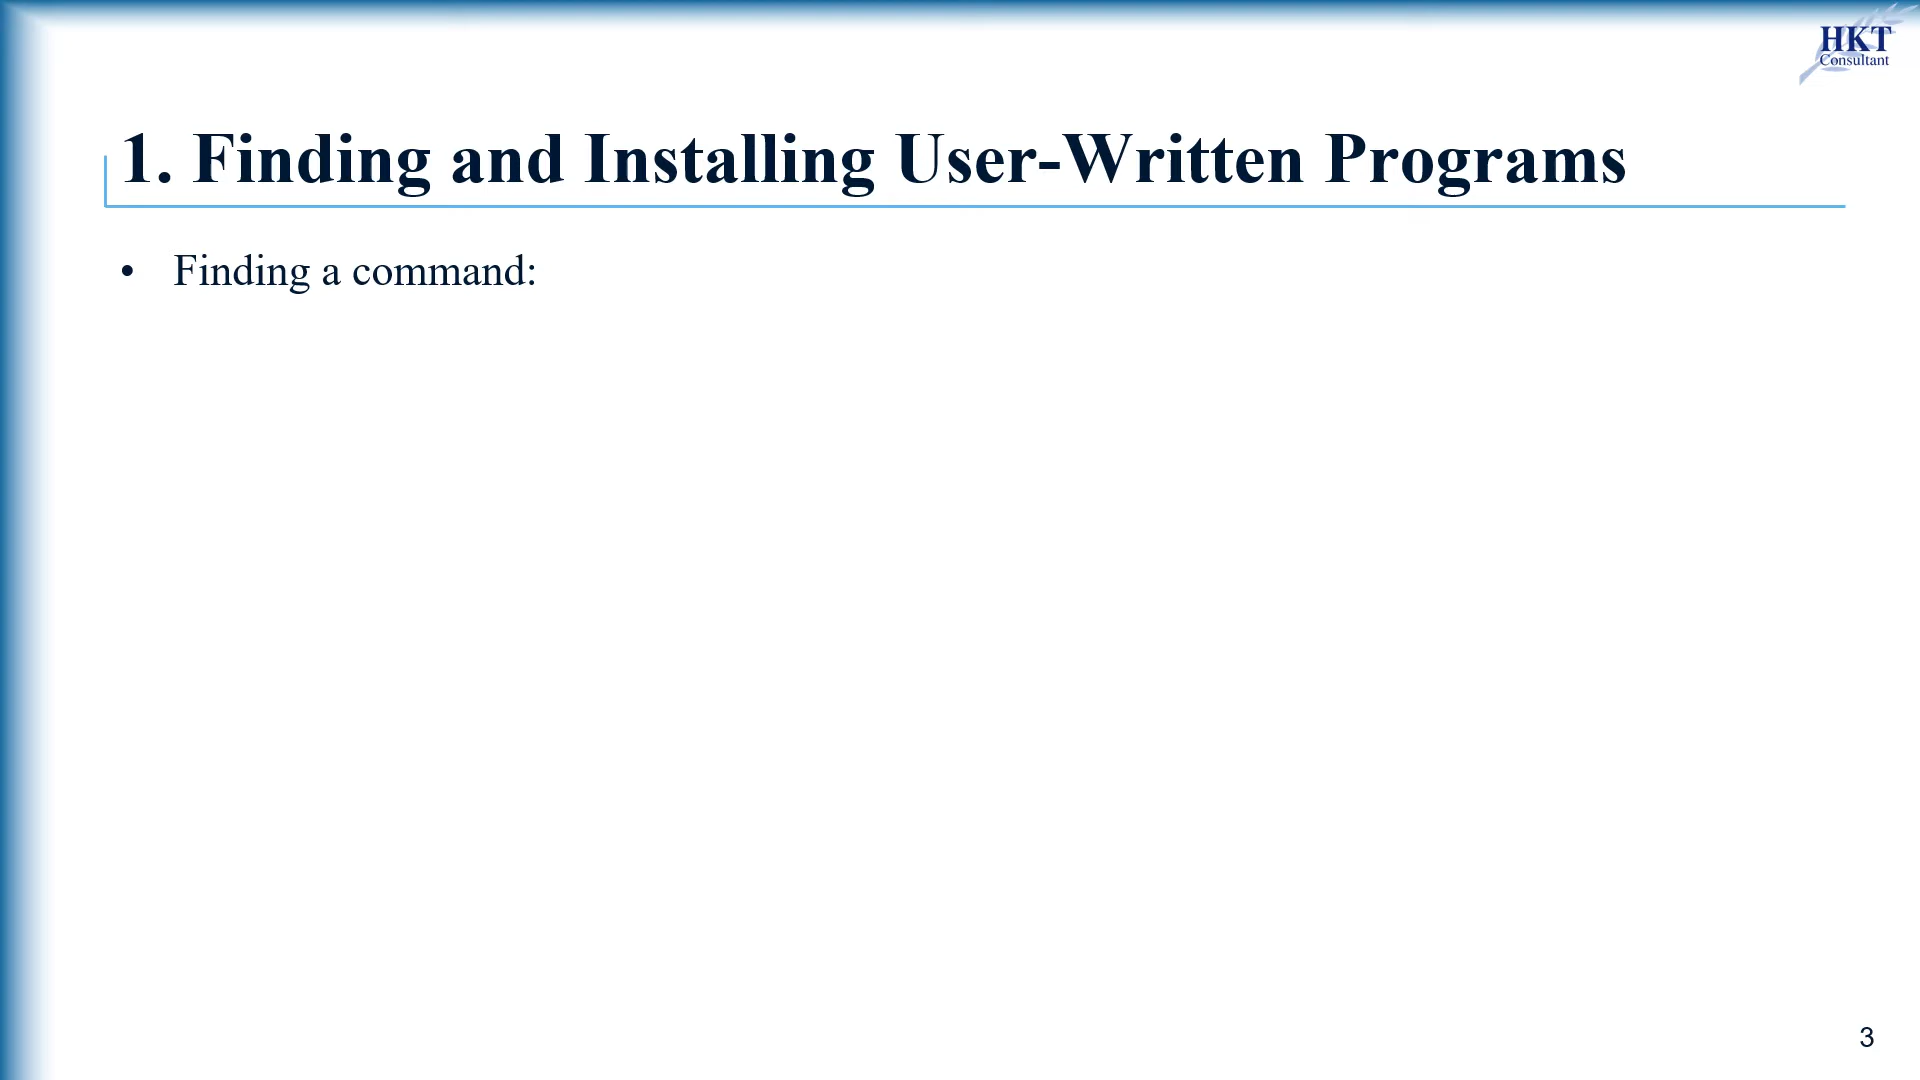 HKT
Consultant
1. Finding and Installing User-Written Programs
• Finding a command:
3